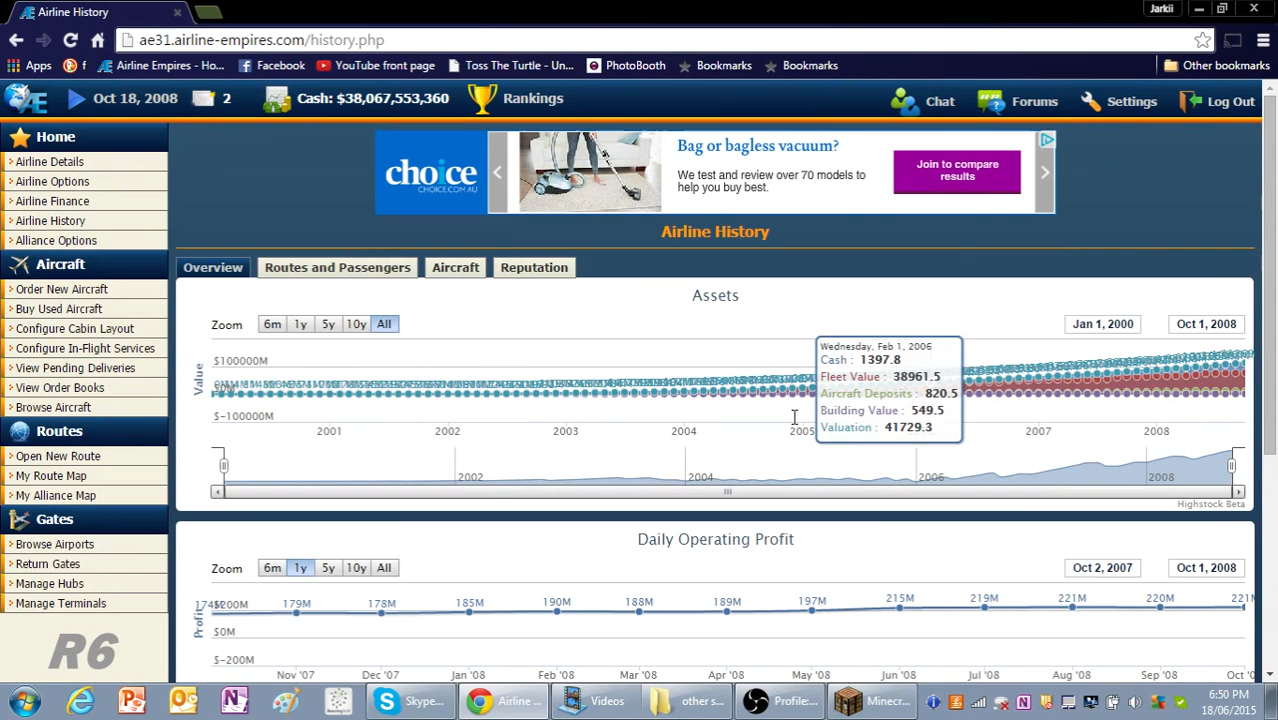 Airline History
Jarkii
ae31.airline-empires.com/history.php
Apps
f
Airline Empires - Ho...
Facebook
YouTube front page
Toss The Turtle - Un...
PhotoBooth
Bookmarks
Bookmarks
Other bookmarks
Oct 18, 2008
2
Cash: $38,067,553,360
Rankings
Chat
Forums
Settings
Log Out
Home
Airline Details
Airline Options
Airline Finance
Airline History
Alliance Options
Aircraft
Order New Aircraft
Buy Used Aircraft
Configure Cabin Layout
Configure In-Flight Services
View Pending Deliveries
View Order Books
Browse Aircraft
Routes
Open New Route
My Route Map
My Alliance Map
Gates
Browse Airports
Return Gates
Manage Hubs
Manage Terminals
R6
choice
CHOICE.COM.AU
Bag or bagless vacuum?
We test and review over 70 models to
help you buy best.
Join to compare
results
Airline History
Overview
Routes and Passengers
Aircraft
Reputation
Assets
Zoom 6m 1y 5y 10y All
Jan 1, 2000 Oct 1, 2008
Value
$100000M
$-100000M
Wednesday, Feb 1, 2006
Cash : 1397.8
Fleet Value : 38961.5
Aircraft Deposits : 820.5
Building Value : 549.5
Valuation : 41729.3
2001 2002 2003 2004 2005 2007 2008
2002 2004 2006 2008
Highstock Beta
Daily Operating Profit
Zoom 6m 1y 5y 10y All
Oct 2, 2007 Oct 1, 2008
Profit
$200M
$0M
$-200M
174M 179M 178M 185M 190M 188M 189M 197M 215M 219M 221M 220M 221M
Nov '07 Dec '07 Jan '08 Feb '08 Mar '08 Apr '08 May '08 Jun '08 Jul '08 Aug '08 Sep '08 Oct '
Skype...
Airline ...
Videos
other s...
Profile:...
Minecr...
6:50 PM
18/06/2015